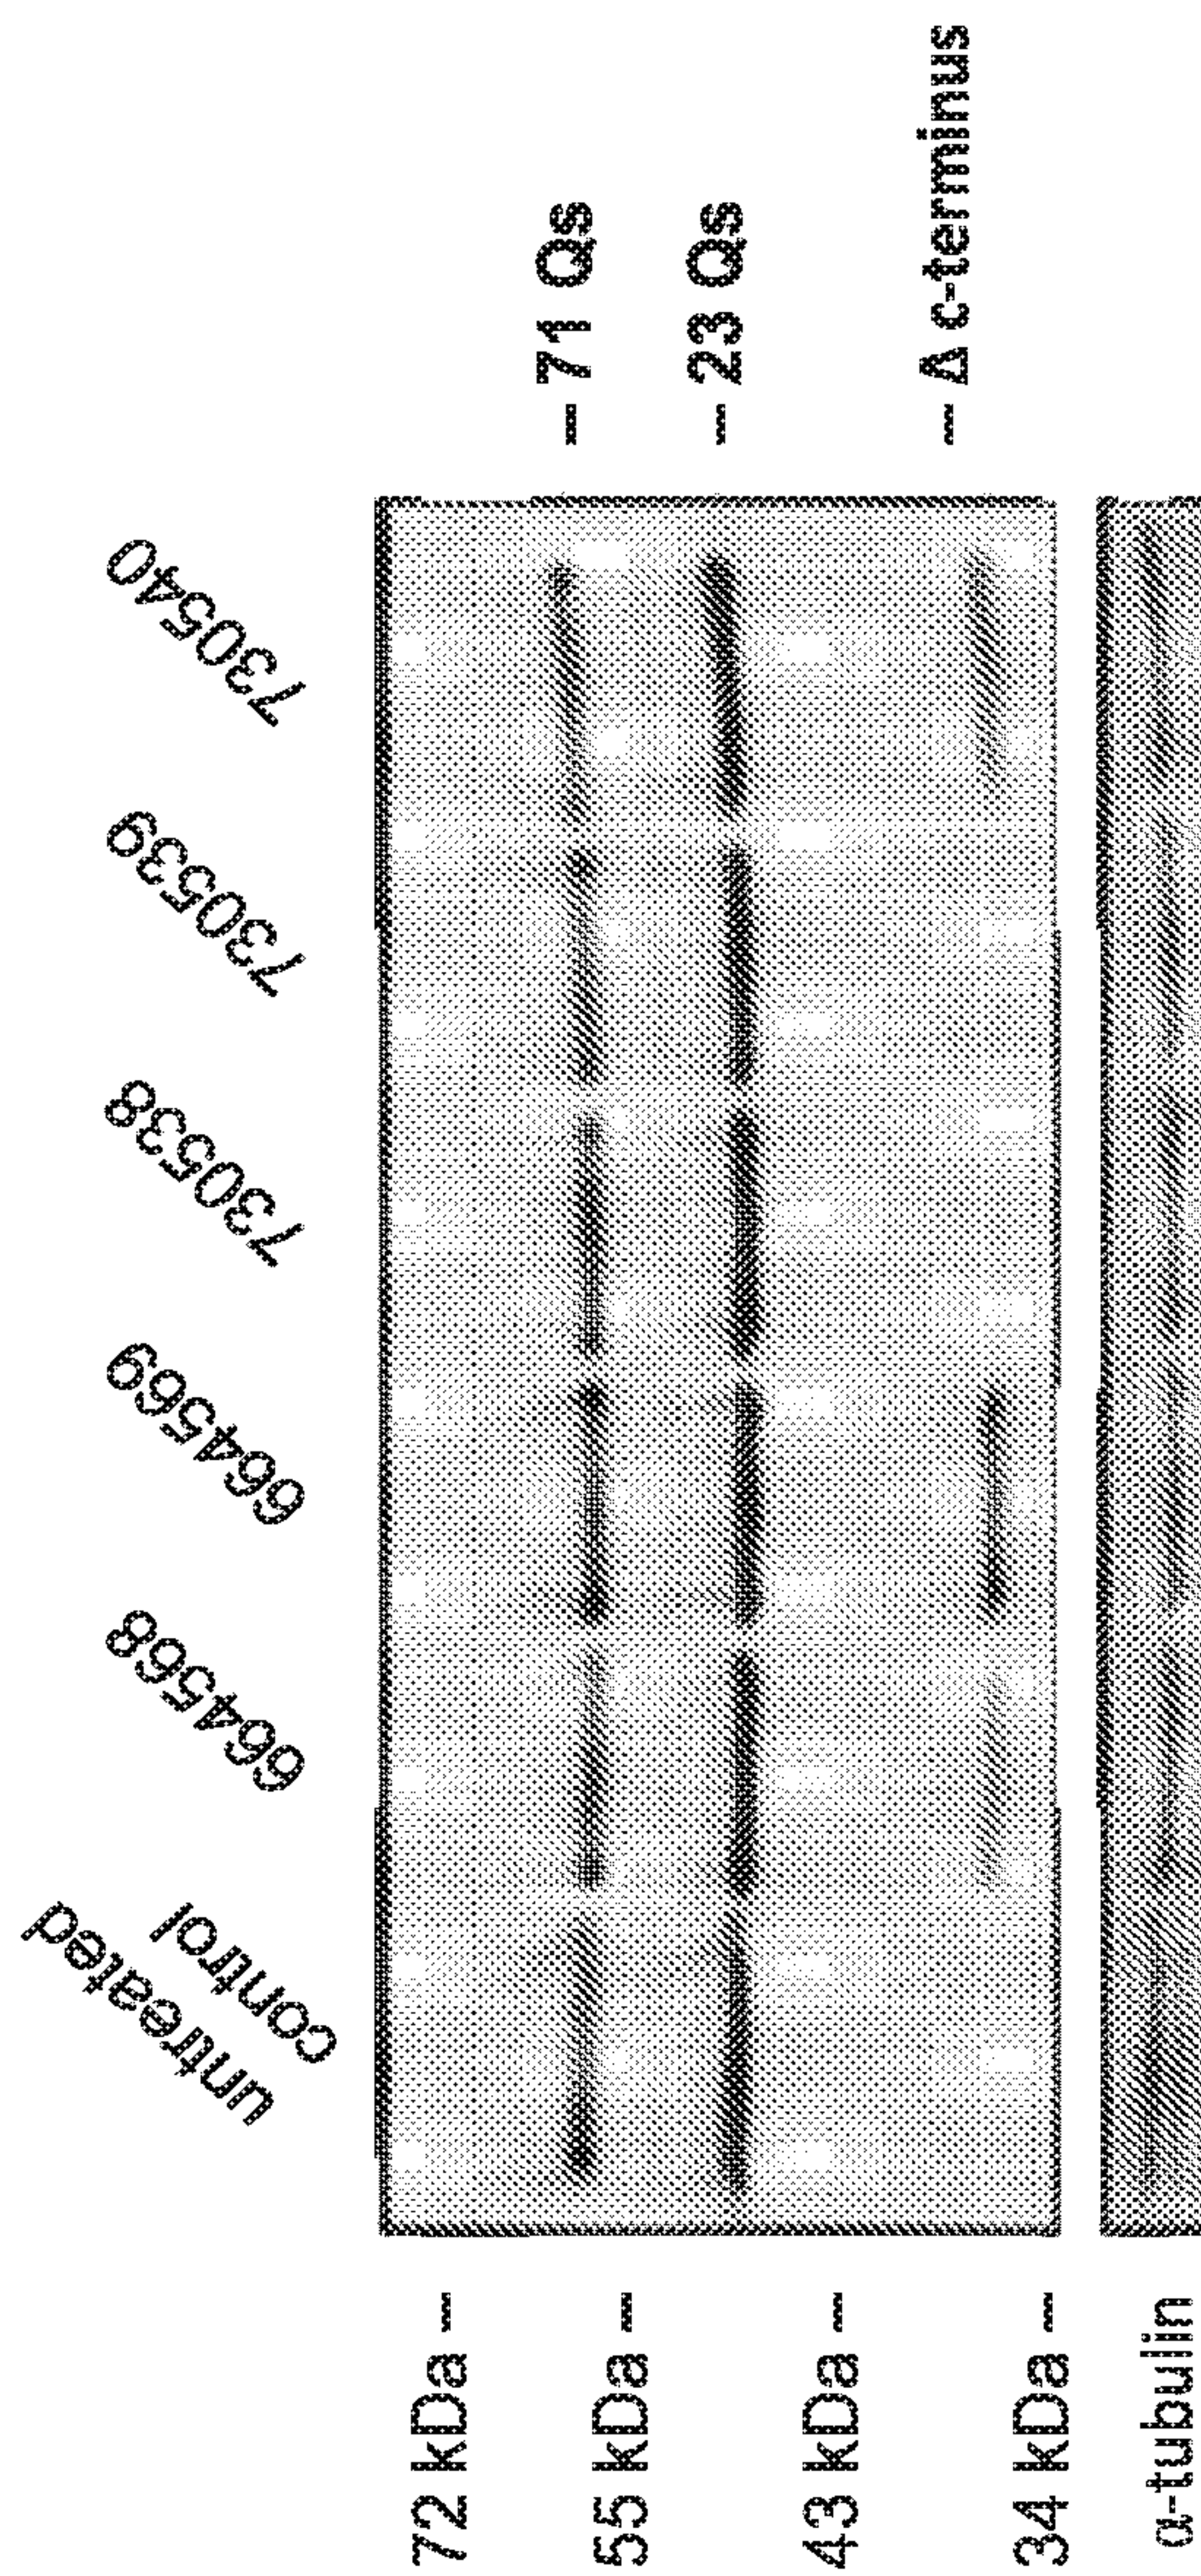 untreated
control
664568
664569
730538
730539
730540
72 kDa –
55 kDa –
43 kDa –
34 kDa –
α-tubulin
– 71 Qs
– 23 Qs
– Δ c-terminus